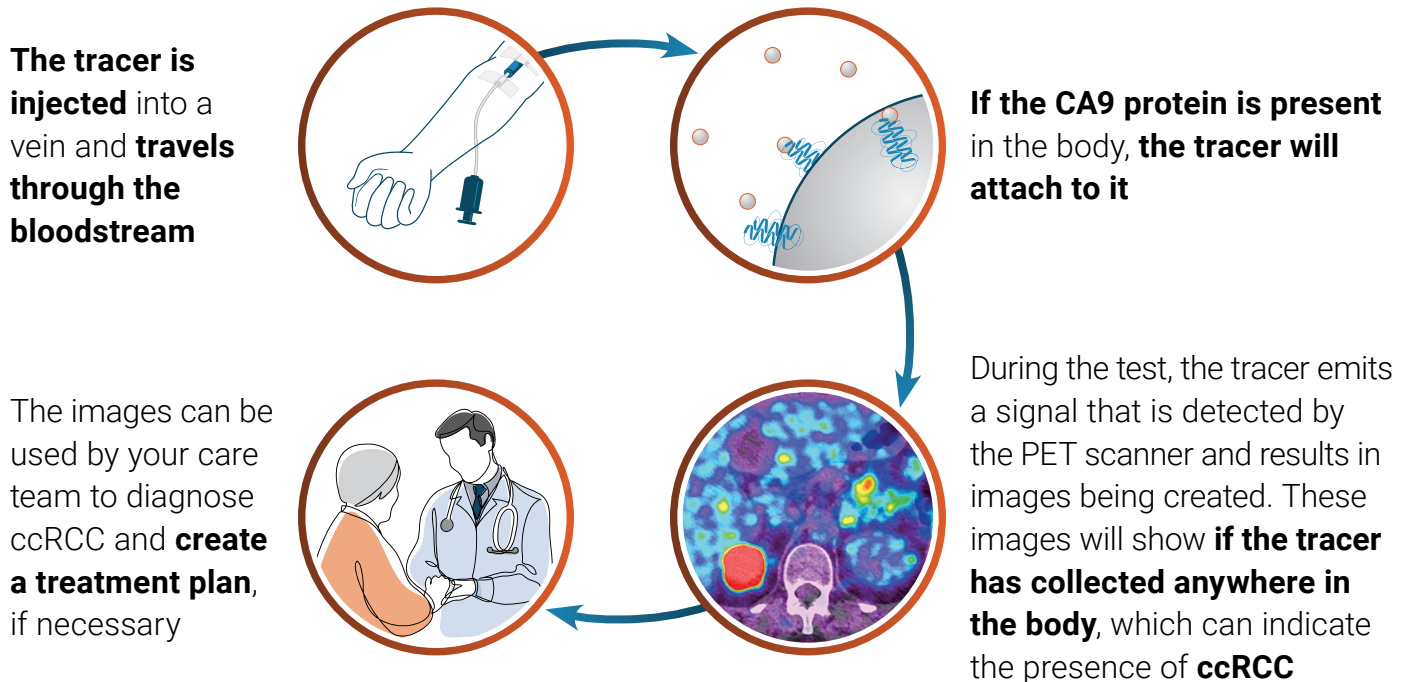 The tracer is
injected into a
vein and travels
through the
bloodstream
If the CA9 protein is present
in the body, the tracer will
attach to it
During the test, the tracer emits
a signal that is detected by
the PET scanner and results in
images being created. These
images will show if the tracer
has collected anywhere in
the body, which can indicate
the presence of ccRCC
The images can be
used by your care
team to diagnose
ccRCC and create
a treatment plan,
if necessary